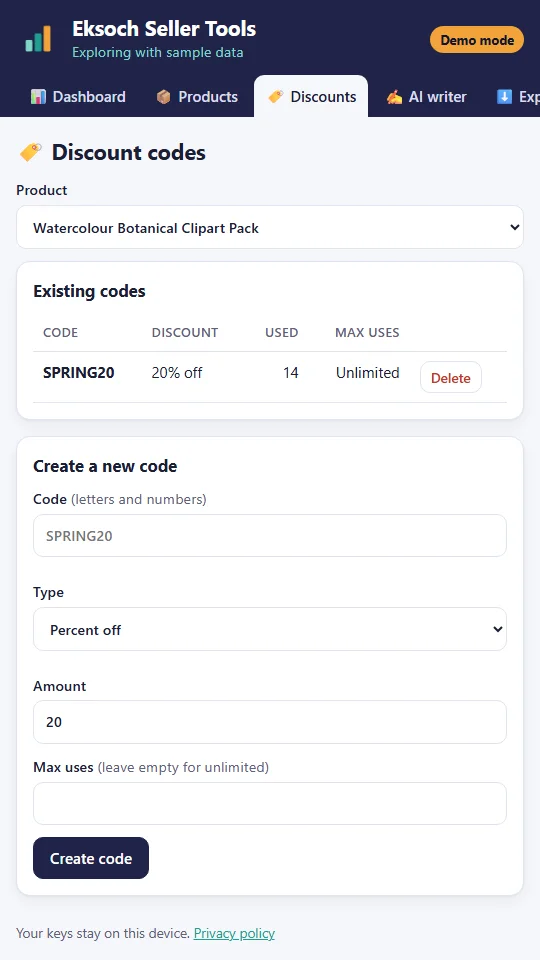 Eksoch Seller Tools
Exploring with sample data
Demo mode
Dashboard Products Discounts AI writer Exp
Discount codes
Product
Watercolour Botanical Clipart Pack
Existing codes
CODE DISCOUNT USED MAX USES
SPRING20 20% off 14 Unlimited Delete
Create a new code
Code (letters and numbers)
SPRING20
Type
Percent off
Amount
20
Max uses (leave empty for unlimited)
Create code
Your keys stay on this device. Privacy policy